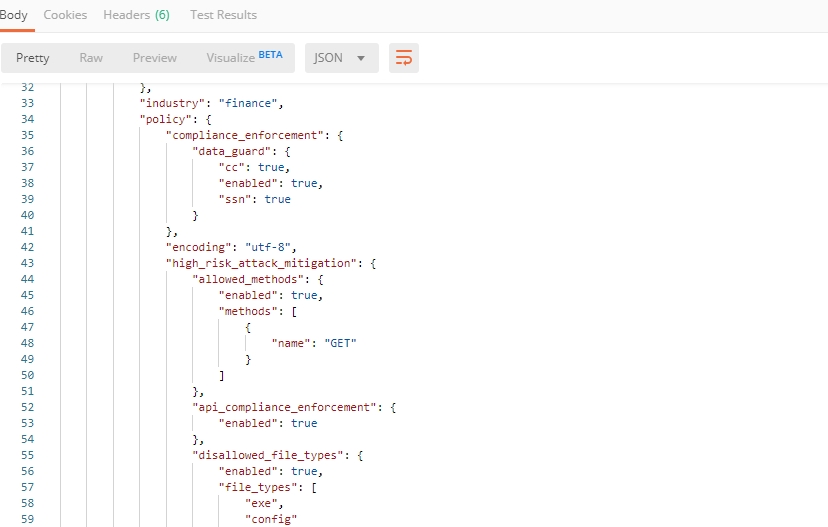 Body Cookies Headers (6) Test Results
Pretty Raw Preview Visualize BETA JSON
32 },
33 "industry": "finance",
34 "policy": {
35 "compliance_enforcement": {
36 "data_guard": {
37 "cc": true,
38 "enabled": true,
39 "ssn": true
40 }
41 },
42 "encoding": "utf-8",
43 "high_risk_attack_mitigation": {
44 "allowed_methods": {
45 "enabled": true,
46 "methods": [
47 {
48 "name": "GET"
49 }
50 ]
51 },
52 "api_compliance_enforcement": {
53 "enabled": true
54 },
55 "disallowed_file_types": {
56 "enabled": true,
57 "file_types": [
58 "exe",
59 "config"